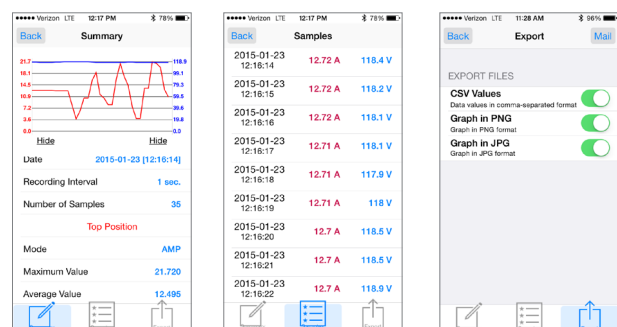 Verizon LTE 12:17 PM 78%
Back Summary
21.7 118.9
18.1 99.1
14.5 79.3
10.9 59.5
7.2 39.6
3.6 19.8
0.0 0.0
Hide Hide
Date 2015-01-23 [12:16:14]
Recording Interval 1 sec.
Number of Samples 35
Top Position
Mode AMP
Maximum Value 21.720
Average Value 12.495
Verizon LTE 12:17 PM 78%
Back Samples
2015-01-23
12:16:14 12.72 A 118.4 V
2015-01-23
12:16:15 12.72 A 118.2 V
2015-01-23
12:16:16 12.72 A 118.1 V
2015-01-23
12:16:17 12.71 A 118.1 V
2015-01-23
12:16:18 12.71 A 117.9 V
2015-01-23
12:16:19 12.71 A 118 V
2015-01-23
12:16:20 12.7 A 118.5 V
2015-01-23
12:16:21 12.7 A 118.5 V
2015-01-23
12:16:22 12.7 A 118.9 V
Verizon LTE 11:28 AM 96%
Back Export Mail
EXPORT FILES
CSV Values
Data values in comma-separated format
Graph in PNG
Graph in PNG format
Graph in JPG
Graph in JPG format